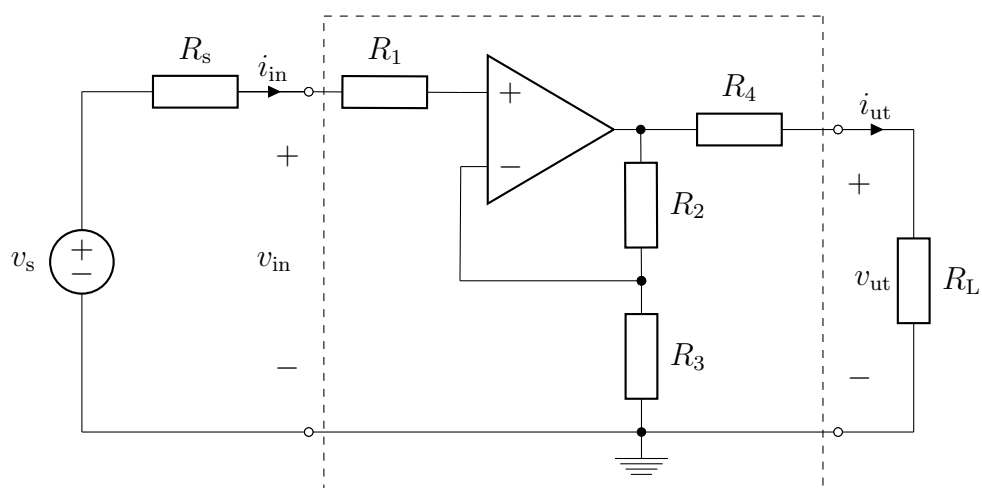 R_s
i_in
R_1
R_4
i_ut
+
+
+
−
R_2
v_s
+
−
v_in
v_ut
R_L
R_3
−
−